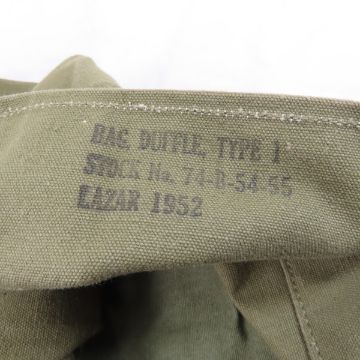 BAG, DUFFLE, TYPE 1
STOCK No. 74-B-54-55
LAZAR 1952